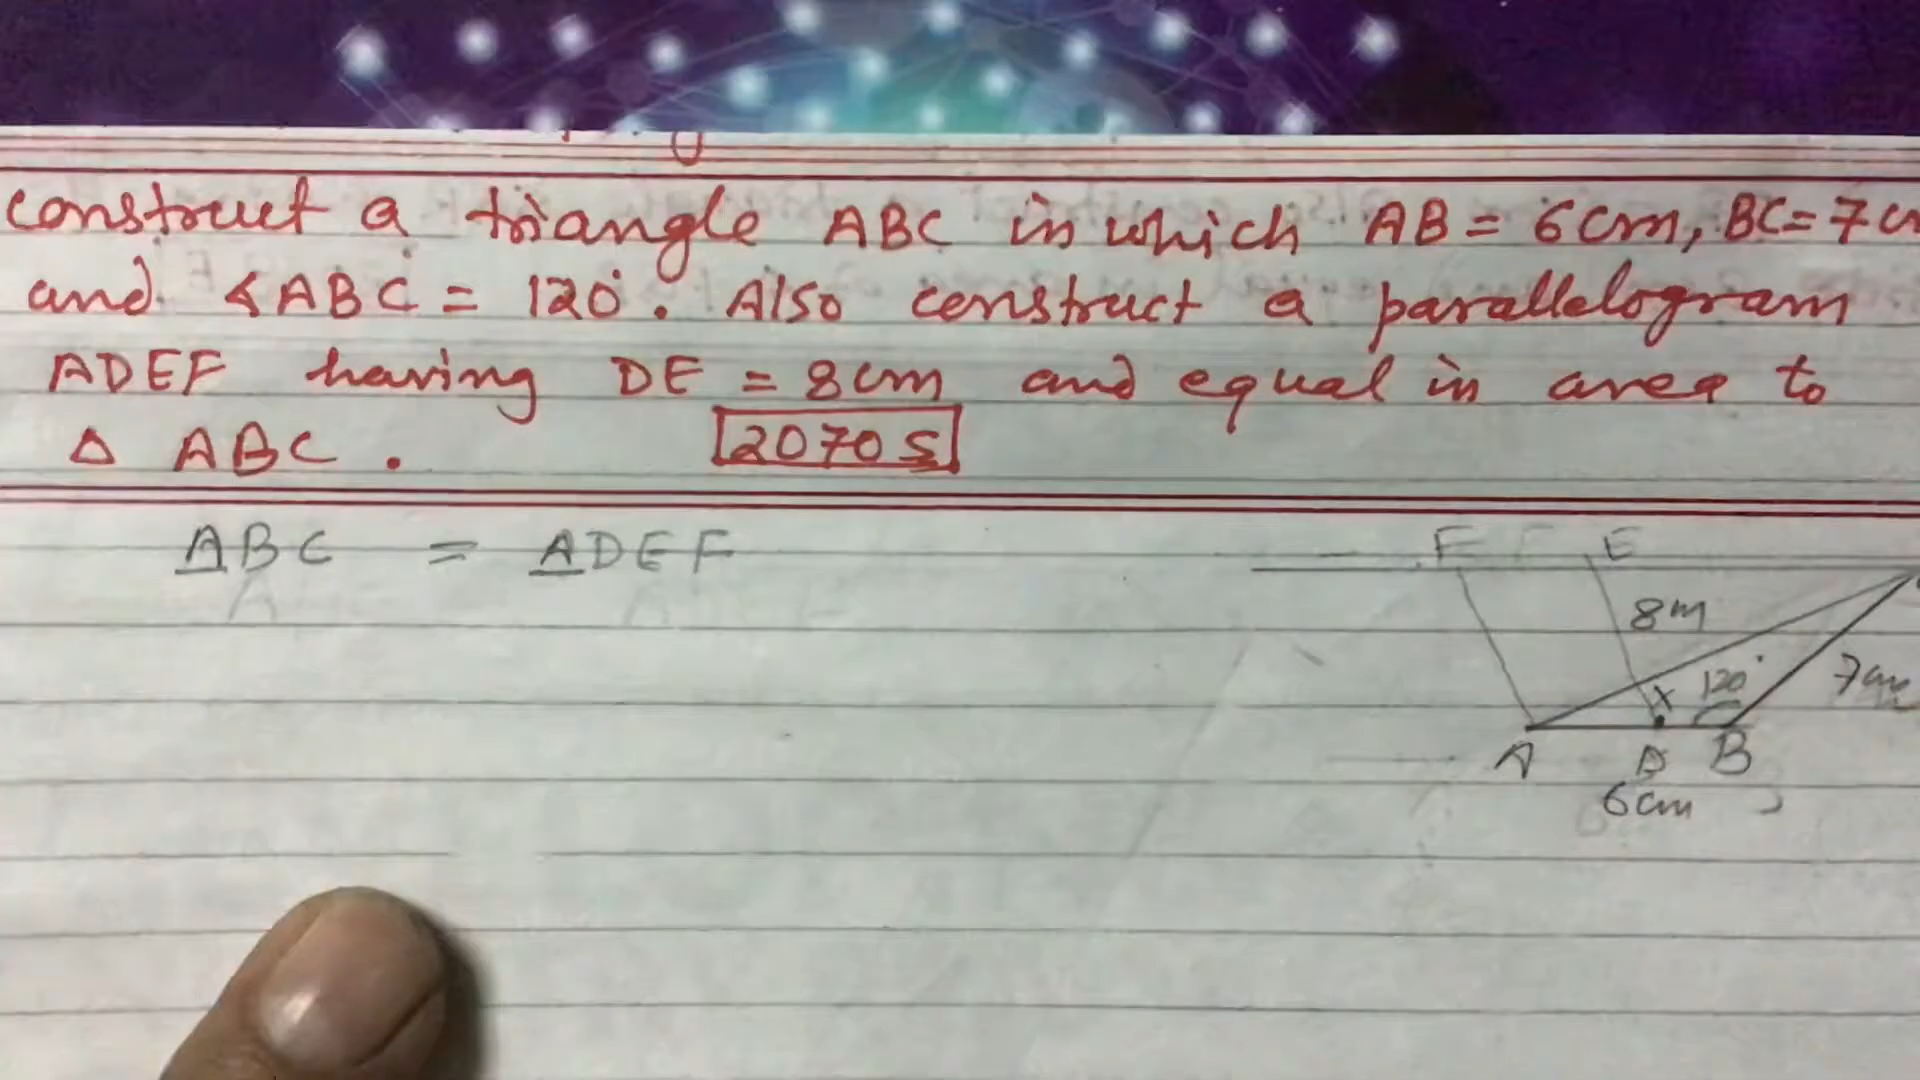 construct a triangle ABC in which AB = 6cm, BC = 7cm
and ∢ABC = 120°. Also construct a parallelogram
ADEF having DE = 8cm and equal in area to
Δ ABC. 2070 S
ABC = ADEF
F E
8m
120° 7cm
A D B
6cm